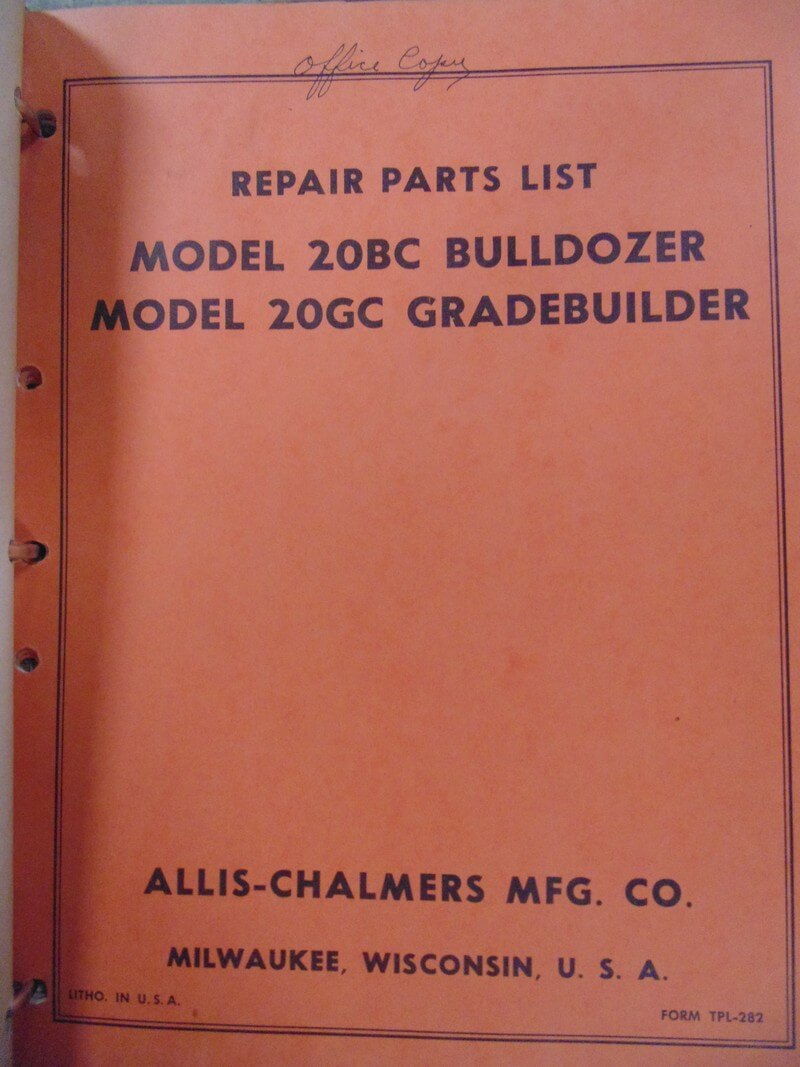 Office Copy
REPAIR PARTS LIST
MODEL 20BC BULLDOZER
MODEL 20GC GRADEBUILDER
ALLIS-CHALMERS MFG. CO.
MILWAUKEE, WISCONSIN, U. S. A.
LITHO. IN U.S.A.
FORM TPL-282